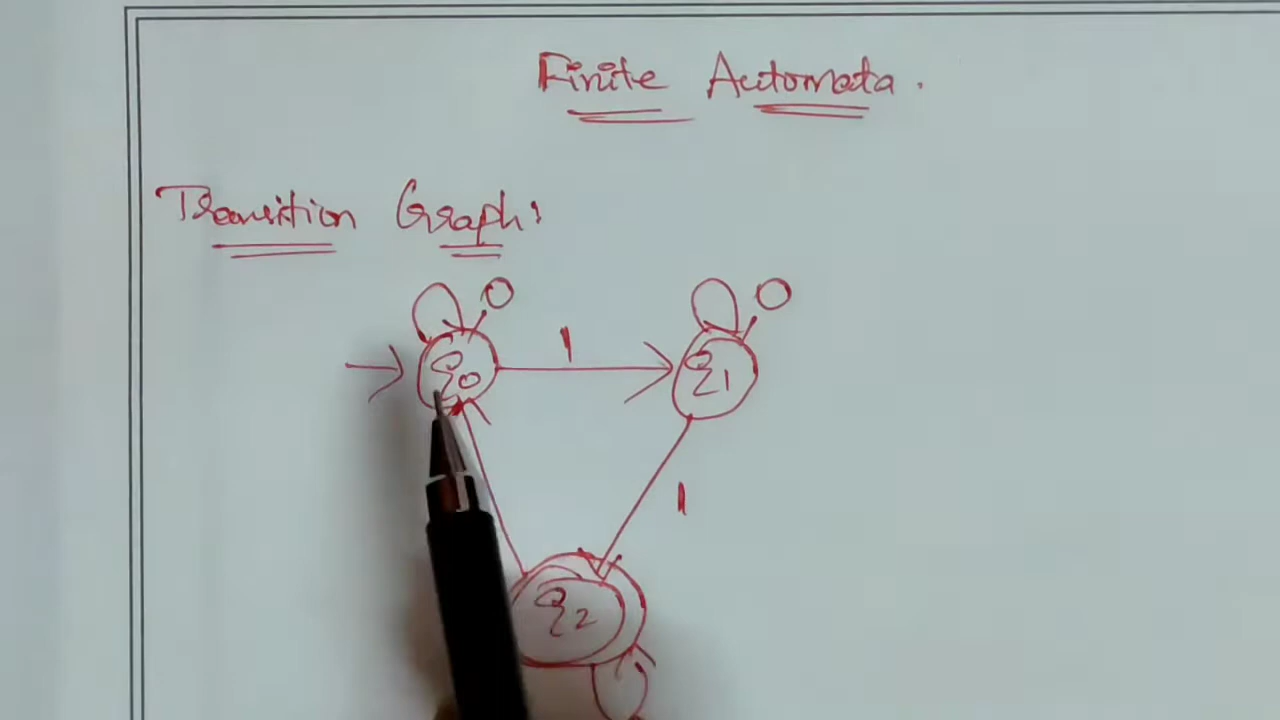 Finite Automata.
Transition Graph:
0 0
1
q0 q1
1
q2